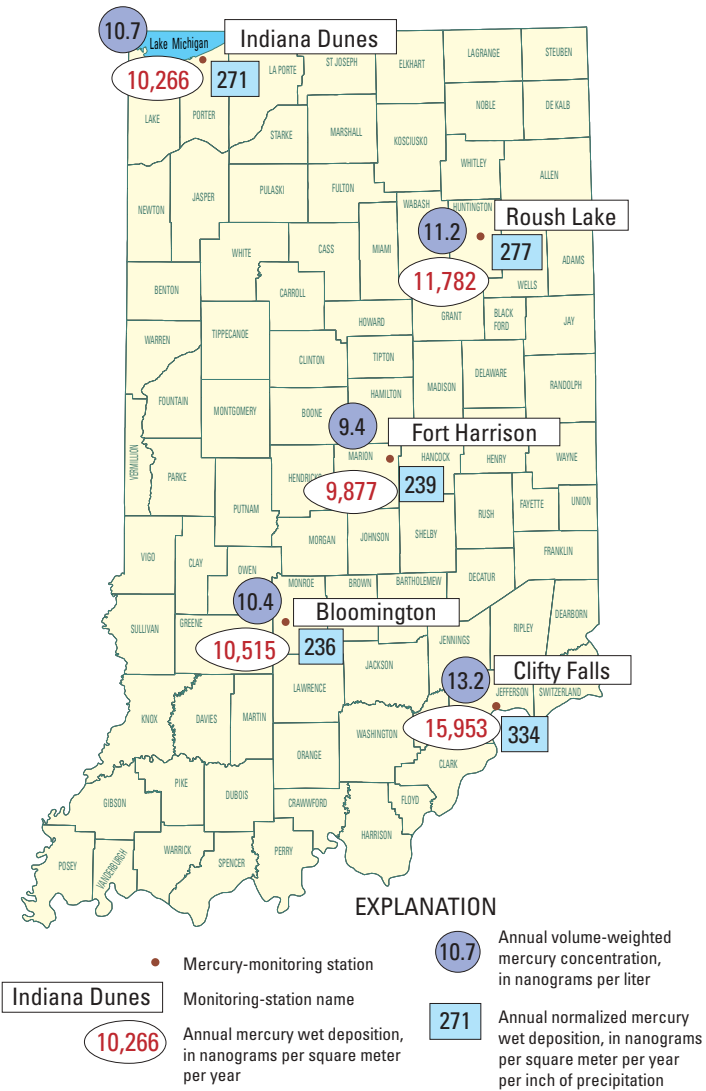 10.7
Lake Michigan
Indiana Dunes
10,266
271
LA PORTE
ST JOSEPH
ELKHART
LAGRANGE
STEUBEN
LAKE
PORTER
NOBLE
DE KALB
STARKE
MARSHALL
KOSCIUSKO
WHITLEY
ALLEN
NEWTON
JASPER
PULASKI
FULTON
WABASH
HUNTINGTON
Roush Lake
11.2
277
11,782
WHITE
CASS
MIAMI
ADAMS
WELLS
BENTON
CARROLL
GRANT
BLACK
FORD
JAY
HOWARD
WARREN
TIPPECANOE
CLINTON
TIPTON
DELAWARE
MADISON
RANDOLPH
HAMILTON
FOUNTAIN
MONTGOMERY
BOONE
9.4
Fort Harrison
VERMILLION
MARION
HANCOCK
HENRY
WAYNE
PARKE
HENDRICKS
9,877
239
PUTNAM
RUSH
FAYETTE
UNION
MORGAN
JOHNSON
SHELBY
VIGO
CLAY
OWEN
FRANKLIN
MONROE
BROWN
BARTHOLEMEW
DECATUR
10.4
Bloomington
SULLIVAN
GREENE
DEARBORN
RIPLEY
10,515
236
JENNINGS
JACKSON
Clifty Falls
13.2
LAWRENCE
JEFFERSON
SWITZERLAND
KNOX
DAVIES
MARTIN
WASHINGTON
15,953
334
ORANGE
CLARK
PIKE
GIBSON
DUBOIS
CRAWWFORD
FLOYD
HARRISON
POSEY
VANDERBURGH
WARRICK
SPENCER
PERRY
EXPLANATION
Mercury-monitoring station
Indiana Dunes
Monitoring-station name
10,266
Annual mercury wet deposition,
in nanograms per square meter
per year
10.7
Annual volume-weighted
mercury concentration,
in nanograms per liter
271
Annual normalized mercury
wet deposition, in nanograms
per square meter per year
per inch of precipitation